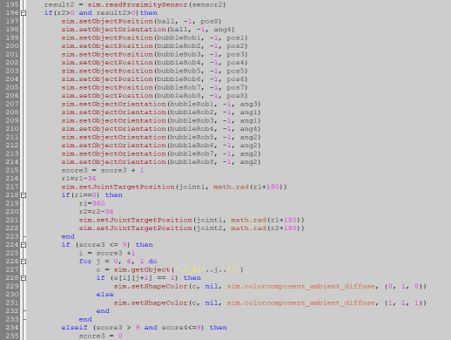 195 result2 = sim.readProximitySensor(sensor2)
196 if(r2>0 and result2>0)then
197 sim.setObjectPosition(ball, -1, pos8)
198 sim.setObjectOrientation(ball, -1, ang4)
199 sim.setObjectPosition(bubbleRob1, -1, pos1)
200 sim.setObjectPosition(bubbleRob2, -1, pos2)
201 sim.setObjectPosition(bubbleRob3, -1, pos3)
202 sim.setObjectPosition(bubbleRob4, -1, pos4)
203 sim.setObjectPosition(bubbleRob5, -1, pos5)
204 sim.setObjectPosition(bubbleRob6, -1, pos6)
205 sim.setObjectPosition(bubbleRob7, -1, pos7)
206 sim.setObjectPosition(bubbleRob8, -1, pos8)
207 sim.setObjectOrientation(bubbleRob1, -1, ang3)
208 sim.setObjectOrientation(bubbleRob2, -1, ang1)
209 sim.setObjectOrientation(bubbleRob3, -1, ang1)
210 sim.setObjectOrientation(bubbleRob4, -1, ang4)
211 sim.setObjectOrientation(bubbleRob5, -1, ang2)
212 sim.setObjectOrientation(bubbleRob6, -1, ang2)
213 sim.setObjectOrientation(bubbleRob7, -1, ang2)
214 sim.setObjectOrientation(bubbleRob8, -1, ang2)
215 score3 = score3 + 1
216 r1=r1-36
217 sim.setJointTargetPosition(joint1, math.rad(r1+180))
218 if(r1==0) then
219 r1=360
220 r2=r2-36
221 sim.setJointTargetPosition(joint1, math.rad(r1+180))
222 sim.setJointTargetPosition(joint2, math.rad(r2+180))
223 end
224 if (score3 <= 9) then
225 i = score3 +1
226 for j = 0, 6, 1 do
227 c = sim.getObject( ..j.. )
228 if (a[i][j+1] == 1) then
229 sim.setShapeColor(c, nil, sim.colorcomponent_ambient_diffuse, {0, 1, 0})
230 else
231 sim.setShapeColor(c, nil, sim.colorcomponent_ambient_diffuse, {1, 1, 1})
232 end
233 end
234 elseif (score3 > 9 and score4<=9) then
235 score3 = 0